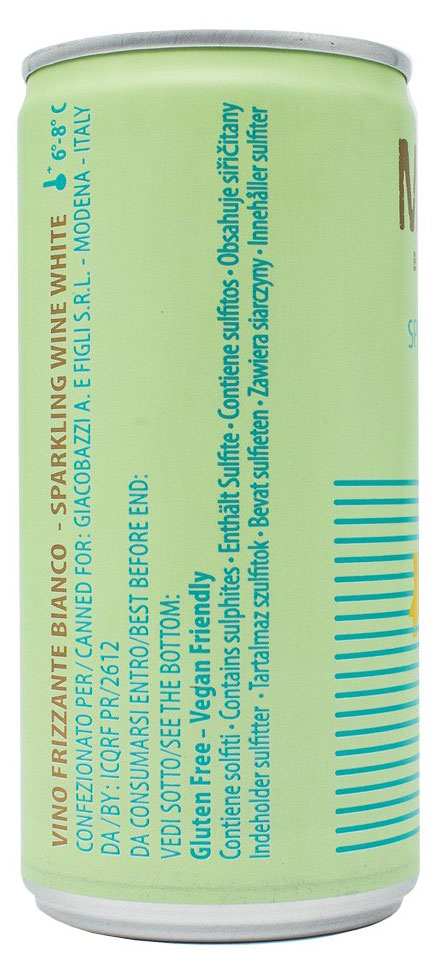 VINO FRIZZANTE BIANCO - SPARKLING WINE WHITE 6°-8° C
CONFEZIONATO PER/CANNED FOR: GIACOBAZZI A. E FIGLI S.R.L. - MODENA - ITALY
DA/BY: ICQRF PR/2612
DA CONSUMARSI ENTRO/BEST BEFORE END:
VEDI SOTTO/SEE THE BOTTOM:
Gluten Free - Vegan Friendly
Contiene solfiti · Contains sulphites · Enthält Sulfite · Contiene sulfitos · Obsahuje siřičitany
Indeholder sulfitter · Tartalmaz szulfitok · Bevat sulfieten · Zawiera siarczyny · Innehåller sulfiter